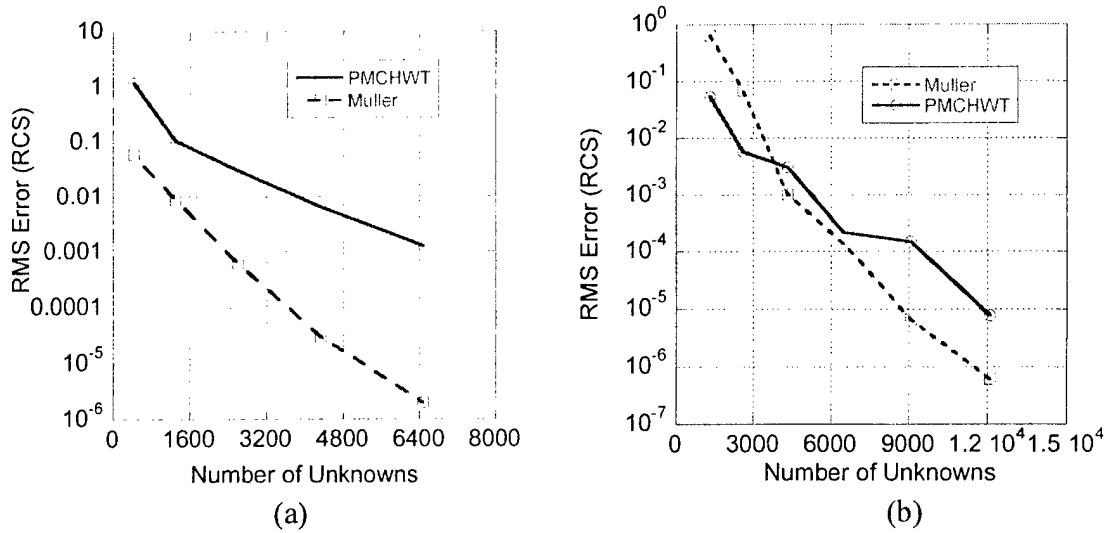 10
1
0.1
0.01
0.001
0.0001
10^-5
10^-6
RMS Error (RCS)
PMCHWT
Muller
0 1600 3200 4800 6400 8000
Number of Unknowns
(a)
10^0
10^-1
10^-2
10^-3
10^-4
10^-5
10^-6
10^-7
RMS Error (RCS)
Muller
PMCHWT
0 3000 6000 9000 1.2 10^4 1.5 10^4
Number of Unknowns
(b)